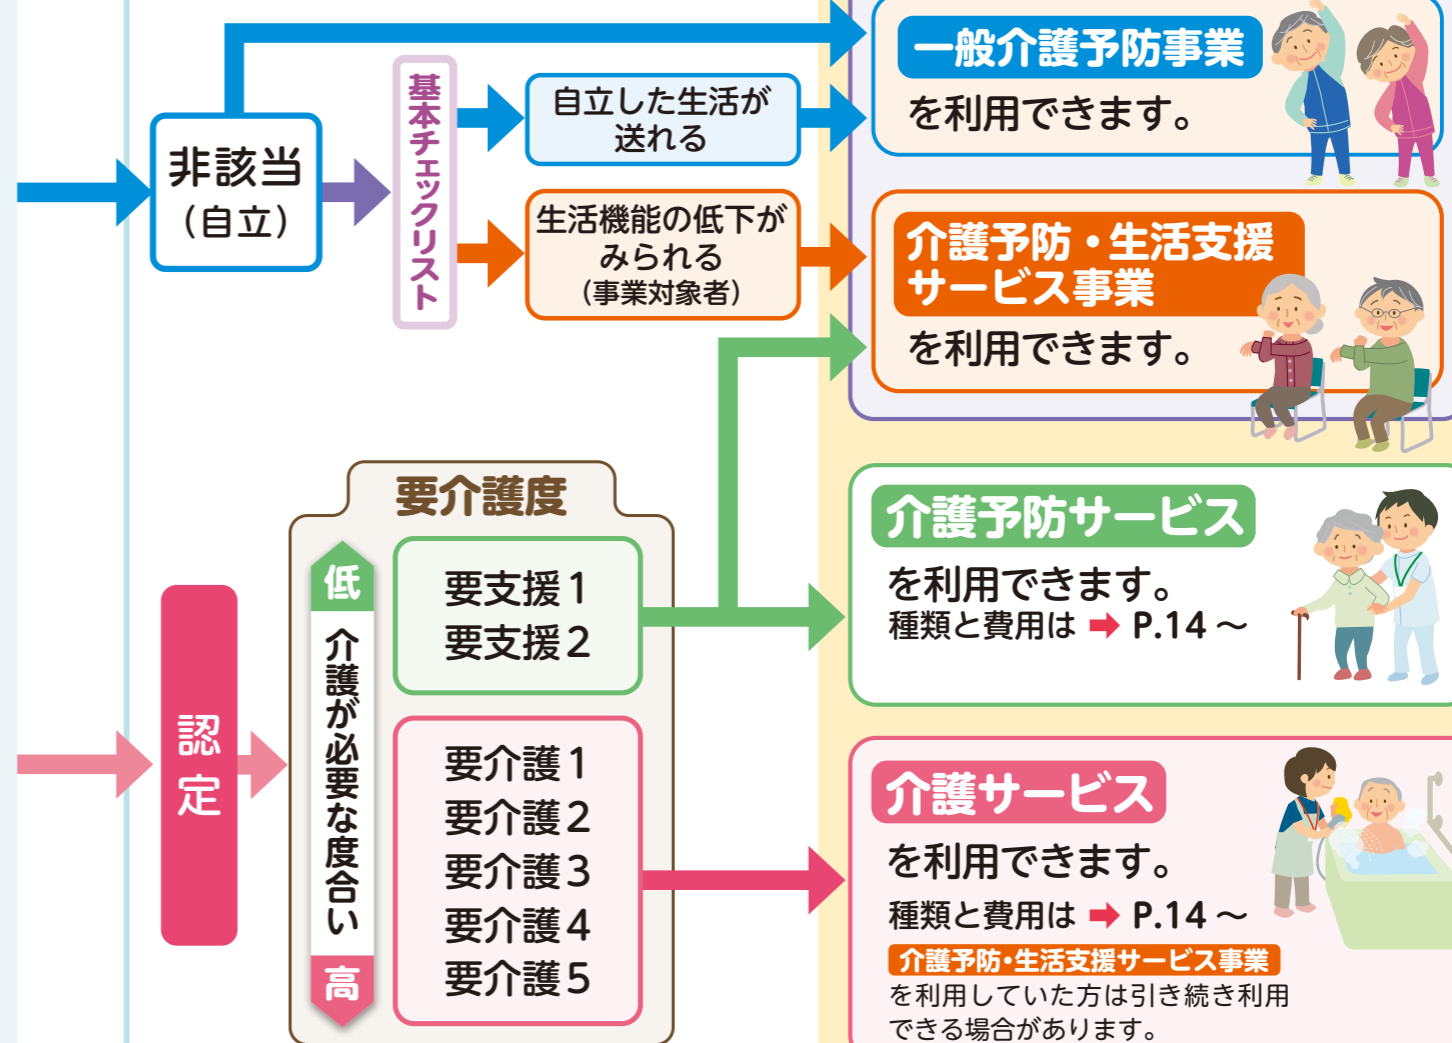 非該当
（自立）
基本チェックリスト
自立した生活が
送れる
生活機能の低下が
みられる
（事業対象者）
一般介護予防事業
を利用できます。
介護予防・生活支援
サービス事業
を利用できます。
認定
要介護度
低
介護が必要な度合い
高
要支援1
要支援2
要介護1
要介護2
要介護3
要介護4
要介護5
介護予防サービス
を利用できます。
種類と費用は ➡ P.14 ～
介護サービス
を利用できます。
種類と費用は ➡ P.14 ～
介護予防・生活支援サービス事業
を利用していた方は引き続き利用
できる場合があります。